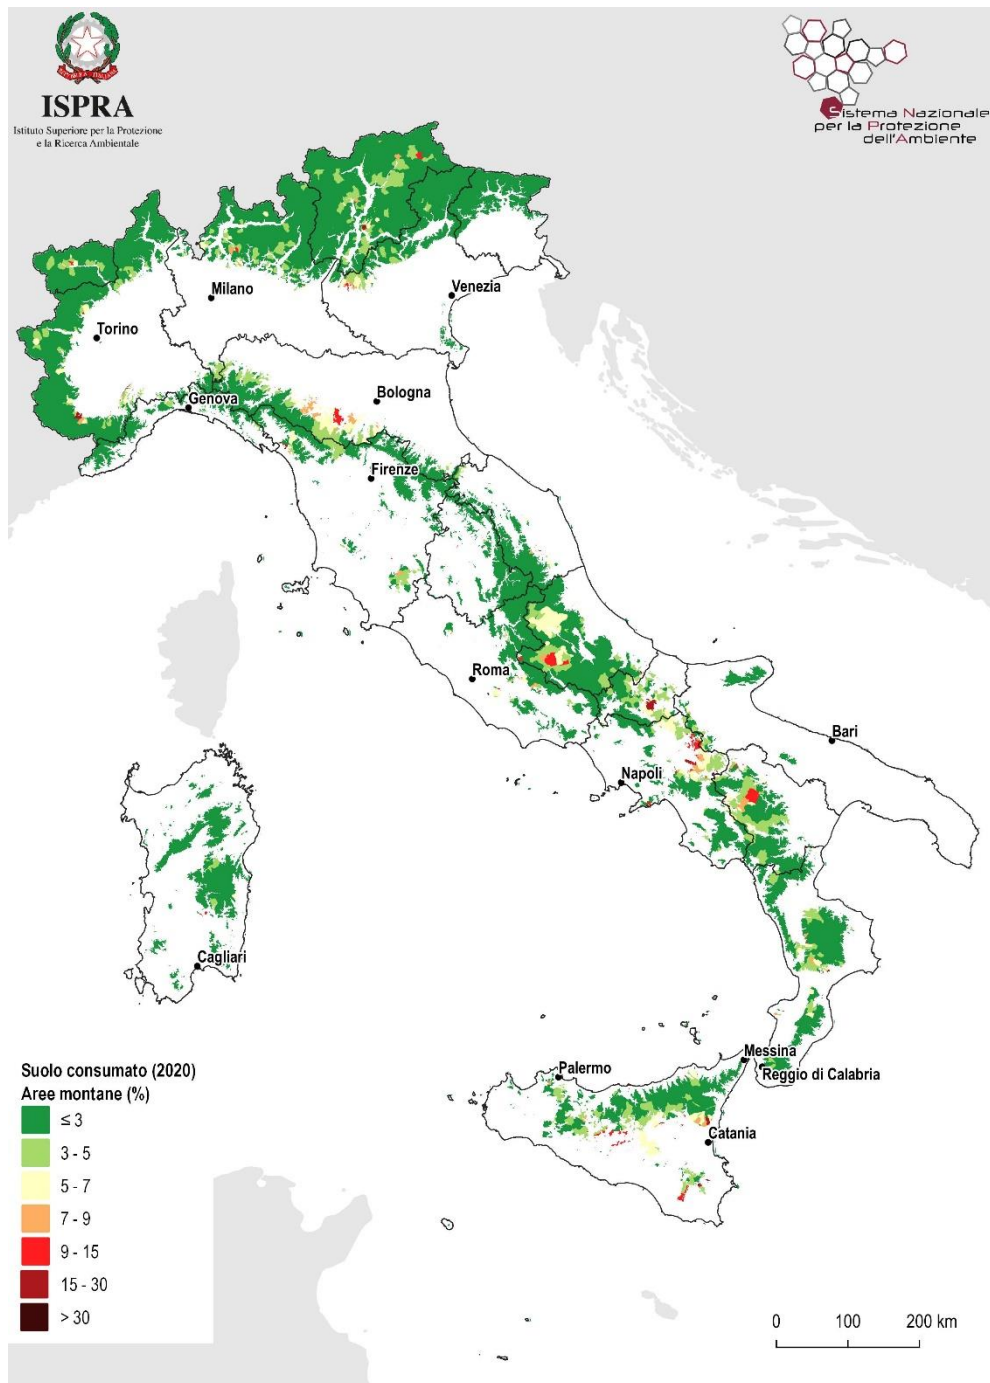 ISPRA
Istituto Superiore per la Protezione
e la Ricerca Ambientale
Sistema Nazionale
per la Protezione
dell'Ambiente
Milano
Venezia
Torino
Bologna
Genova
Firenze
Roma
Bari
Napoli
Cagliari
Messina
Reggio di Calabria
Palermo
Catania
Suolo consumato (2020)
Aree montane (%)
≤ 3
3 - 5
5 - 7
7 - 9
9 - 15
15 - 30
> 30
0 100 200 km